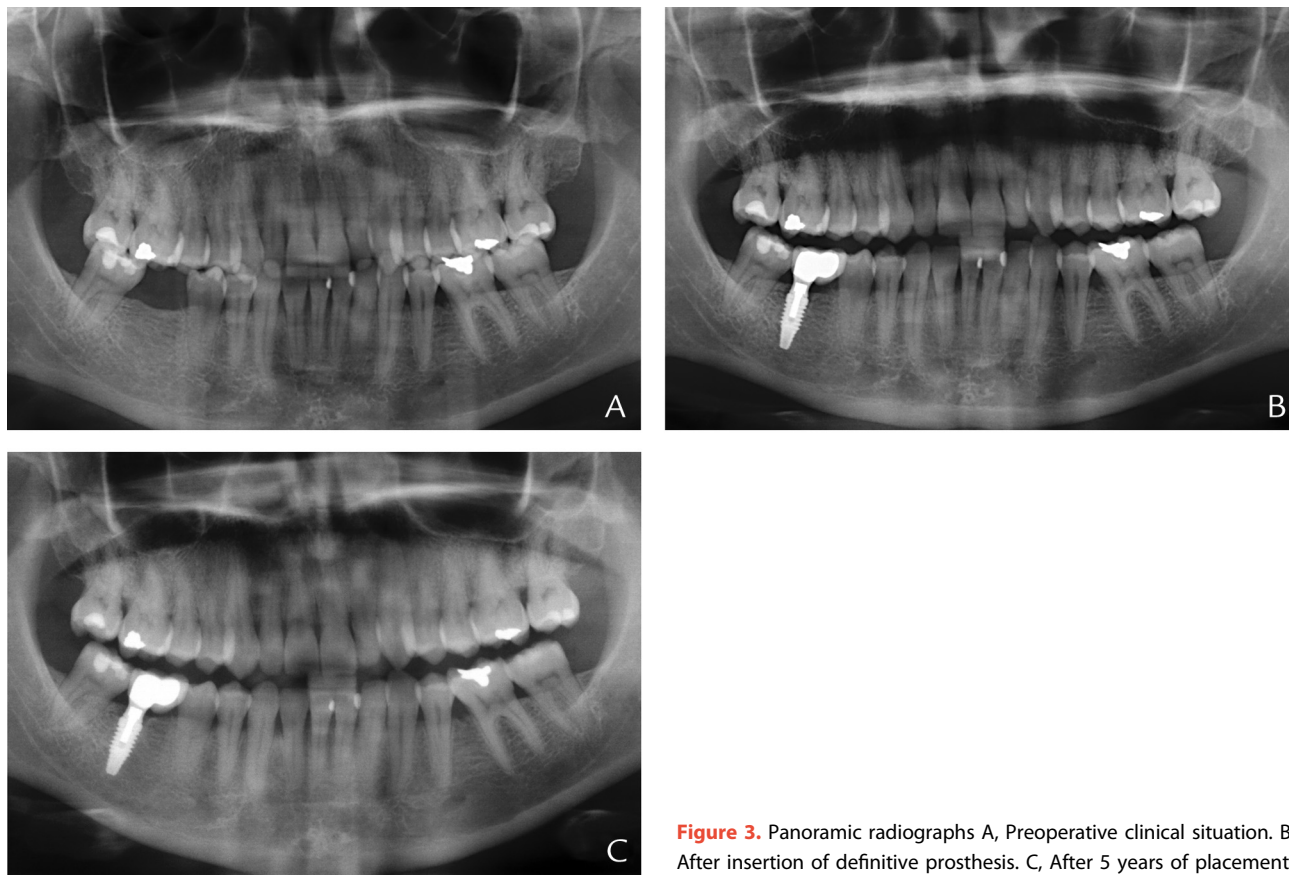 A
B
C
Figure 3. Panoramic radiographs A, Preoperative clinical situation. B
After insertion of definitive prosthesis. C, After 5 years of placement